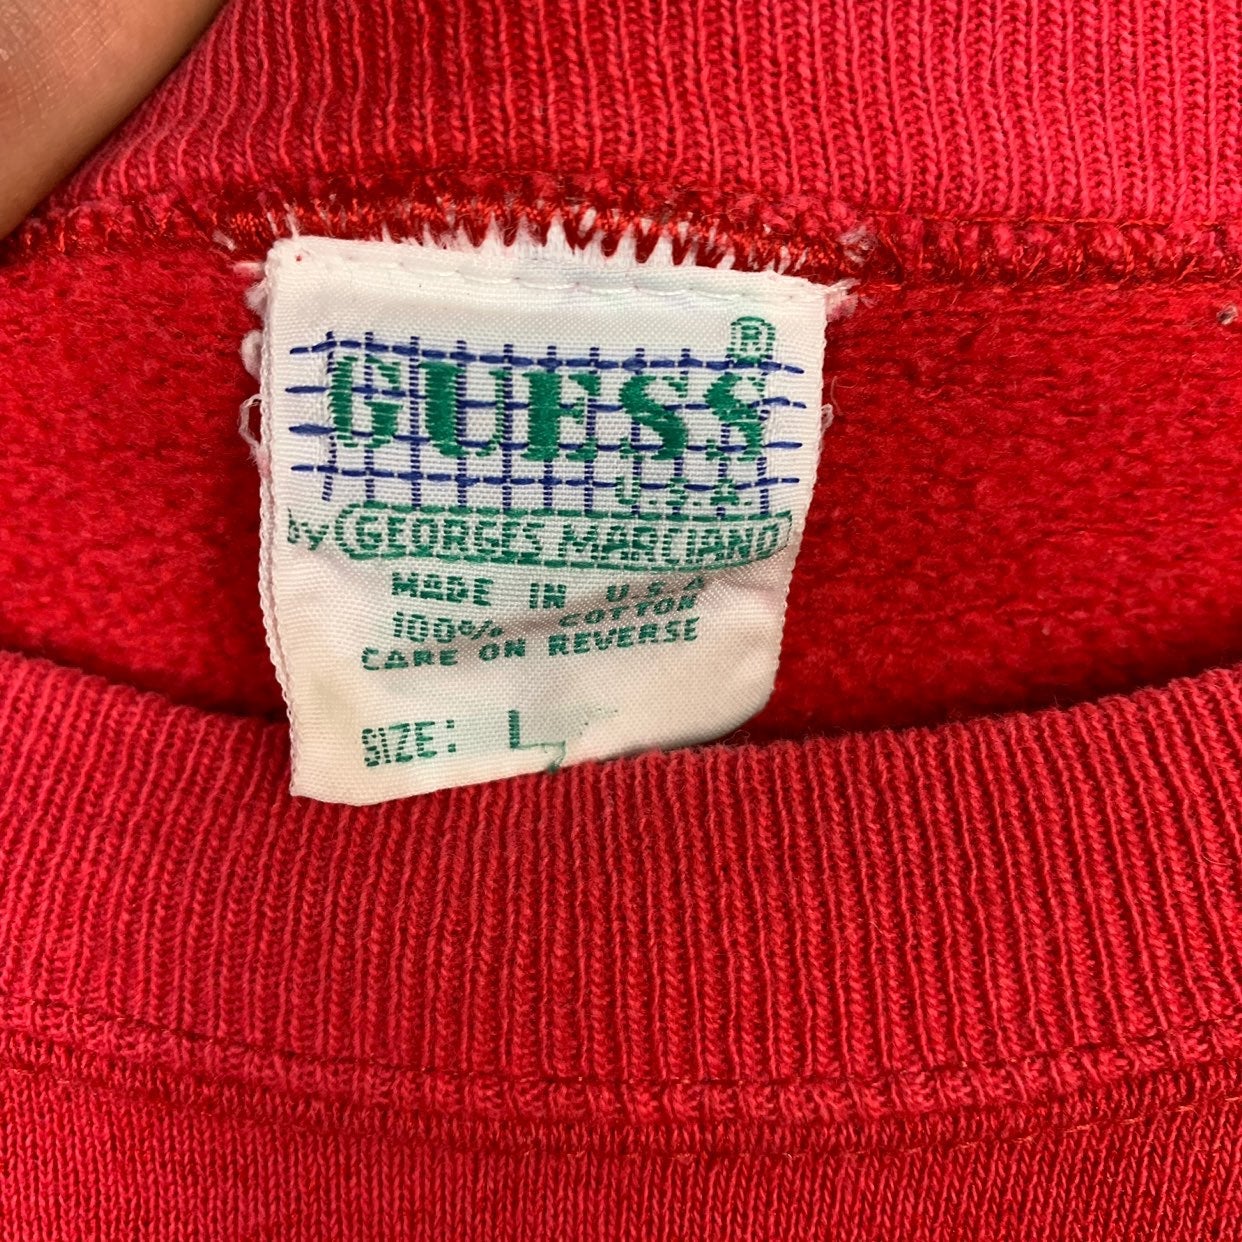 GUESS ®
U.S.A.
by GEORGES MARCIANO
MADE IN U.S.A
100% COTTON
CARE ON REVERSE
SIZE: L